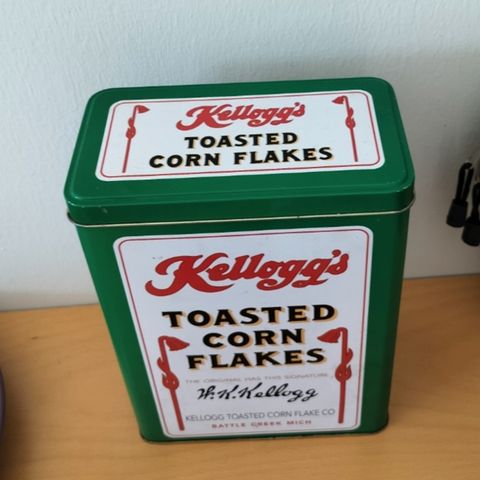 Kellogg's
TOASTED
CORN FLAKES
Kellogg's
TOASTED
CORN
FLAKES
THE ORIGINAL HAS THIS SIGNATURE
W.K.Kellogg
KELLOGG TOASTED CORN FLAKE CO
BATTLE CREEK MICH